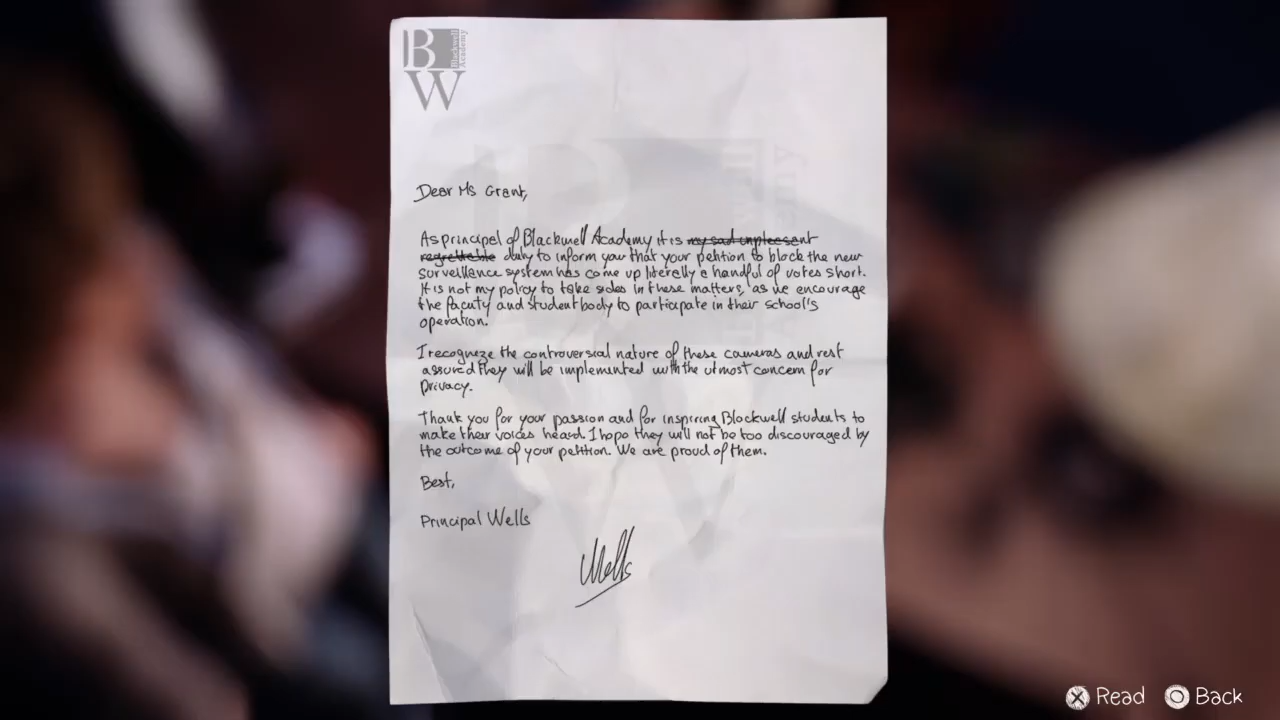 B
W
Blackwell
Academy
Dear Ms Grant,
As principel of Blackwell Academy it is my sad unpleesent
regrettable duty to inform you that your petition to block the new
surveillance system has come up literally a handful of votes short.
It is not my policy to take sides in these matters, as we encourage
the facuty and student body to participate in their school's
operation.
I recogneze the controversial nature of these cameras and rest
assured they will be implemented with the utmost concern for
privacy.
Thank you for your passion and for inspiring Blackwell students to
make their voices heard. I hope they will not be too discouraged by
the outcome of your petition. We are proud of them.
Best,
Principal Wells
Wells
Read
Back